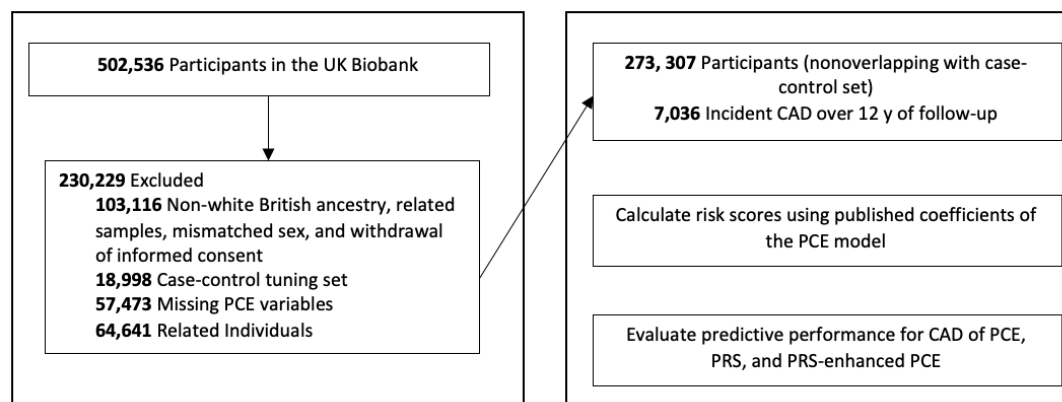 502,536 Participants in the UK Biobank
230,229 Excluded
103,116 Non-white British ancestry, related
samples, mismatched sex, and withdrawal
of informed consent
18,998 Case-control tuning set
57,473 Missing PCE variables
64,641 Related Individuals
273, 307 Participants (nonoverlapping with case-
control set)
7,036 Incident CAD over 12 y of follow-up
Calculate risk scores using published coefficients of
the PCE model
Evaluate predictive performance for CAD of PCE,
PRS, and PRS-enhanced PCE